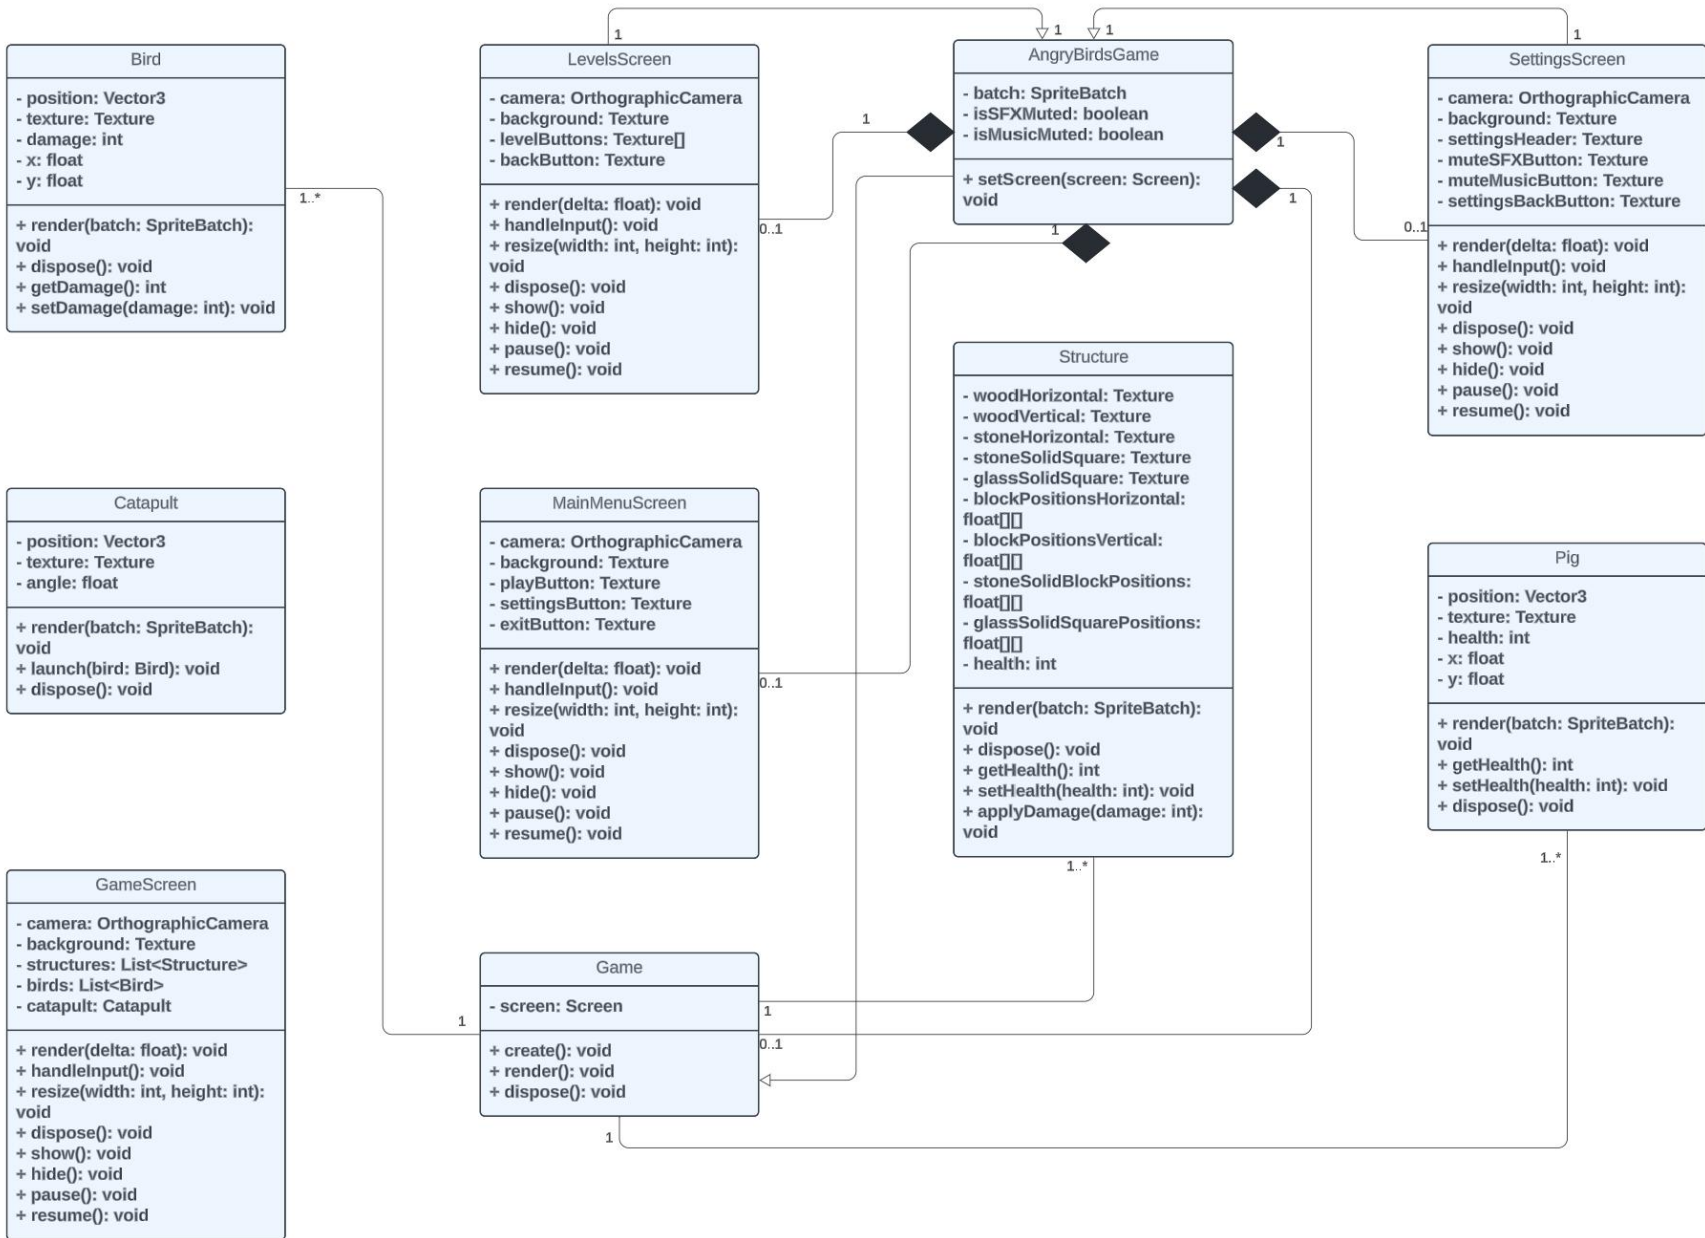 Bird
- position: Vector3
- texture: Texture
- damage: int
- x: float
- y: float
+ render(batch: SpriteBatch):
void
+ dispose(): void
+ getDamage(): int
+ setDamage(damage: int): void
1..*
LevelsScreen
- camera: OrthographicCamera
- background: Texture
- levelButtons: Texture[]
- backButton: Texture
+ render(delta: float): void
+ handleInput(): void
+ resize(width: int, height: int):
void
+ dispose(): void
+ show(): void
+ hide(): void
+ pause(): void
+ resume(): void
1
1
0..1
AngryBirdsGame
- batch: SpriteBatch
- isSFXMuted: boolean
- isMusicMuted: boolean
+ setScreen(screen: Screen):
void
1
1
1
1
1
SettingsScreen
- camera: OrthographicCamera
- background: Texture
- settingsHeader: Texture
- muteSFXButton: Texture
- muteMusicButton: Texture
- settingsBackButton: Texture
+ render(delta: float): void
+ handleInput(): void
+ resize(width: int, height: int):
void
+ dispose(): void
+ show(): void
+ hide(): void
+ pause(): void
+ resume(): void
1
0..1
Catapult
- position: Vector3
- texture: Texture
- angle: float
+ render(batch: SpriteBatch):
void
+ launch(bird: Bird): void
+ dispose(): void
MainMenuScreen
- camera: OrthographicCamera
- background: Texture
- playButton: Texture
- settingsButton: Texture
- exitButton: Texture
+ render(delta: float): void
+ handleInput(): void
+ resize(width: int, height: int):
void
+ dispose(): void
+ show(): void
+ hide(): void
+ pause(): void
+ resume(): void
0..1
Structure
- woodHorizontal: Texture
- woodVertical: Texture
- stoneHorizontal: Texture
- stoneSolidSquare: Texture
- glassSolidSquare: Texture
- blockPositionsHorizontal:
float[][]
- blockPositionsVertical:
float[][]
- stoneSolidBlockPositions:
float[][]
- glassSolidSquarePositions:
float[][]
- health: int
+ render(batch: SpriteBatch):
void
+ dispose(): void
+ getHealth(): int
+ setHealth(health: int): void
+ applyDamage(damage: int):
void
1..*
Pig
- position: Vector3
- texture: Texture
- health: int
- x: float
- y: float
+ render(batch: SpriteBatch):
void
+ getHealth(): int
+ setHealth(health: int): void
+ dispose(): void
1..*
GameScreen
- camera: OrthographicCamera
- background: Texture
- structures: List<Structure>
- birds: List<Bird>
- catapult: Catapult
+ render(delta: float): void
+ handleInput(): void
+ resize(width: int, height: int):
void
+ dispose(): void
+ show(): void
+ hide(): void
+ pause(): void
+ resume(): void
Game
- screen: Screen
+ create(): void
+ render(): void
+ dispose(): void
1
1
0..1
1